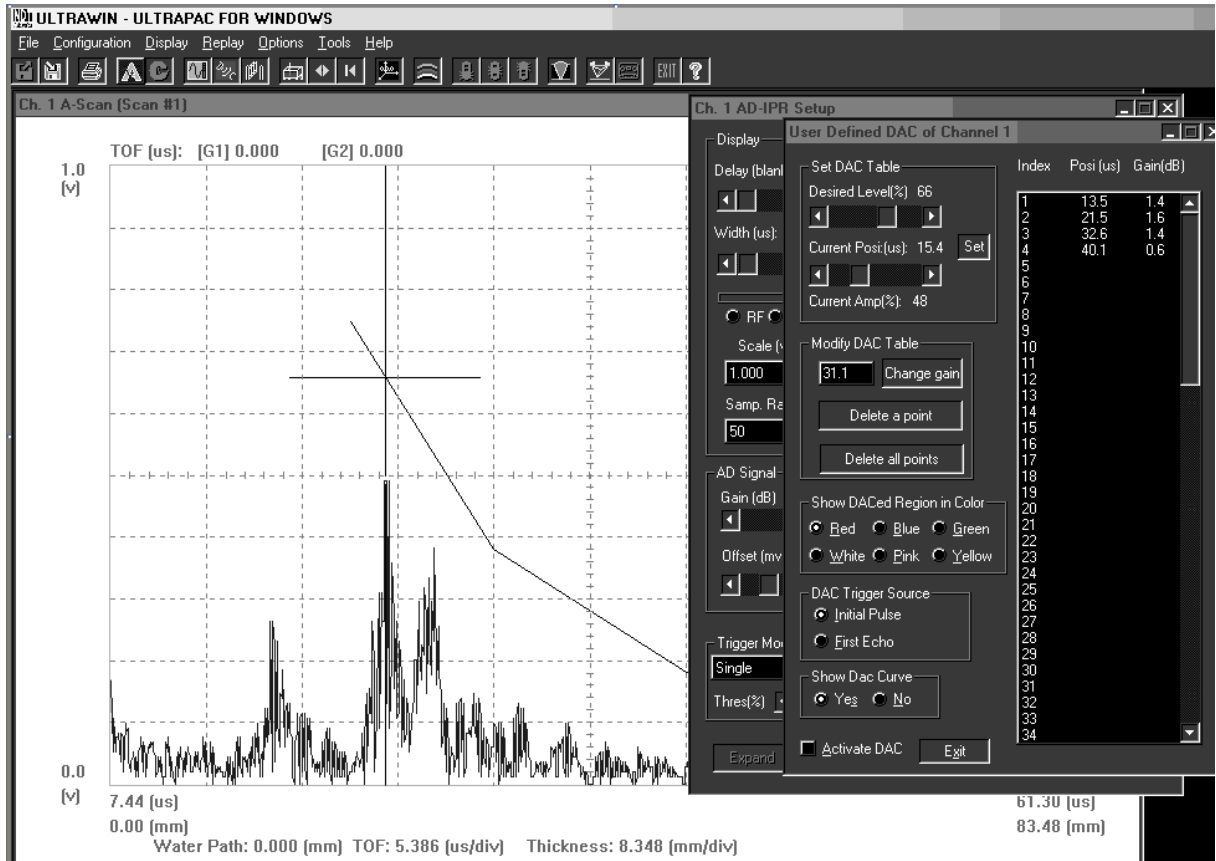 ULTRAWIN - ULTRAPAC FOR WINDOWS
File Configuration Display Replay Options Tools Help
EXIT ?
Ch. 1 A-Scan (Scan #1)
TOF (us): [G1] 0.000 [G2] 0.000
1.0
(v)
0.0
(v)
7.44 (us)
61.30 (us)
0.00 (mm)
83.48 (mm)
Water Path: 0.000 (mm) TOF: 5.386 (us/div) Thickness: 8.348 (mm/div)
Ch. 1 AD-IPR Setup
Display
Delay (blank
Width (us):
RF
Scale (v
1.000
Samp. Ra
50
AD Signal
Gain (dB)
Offset (mv
Trigger Mo
Single
Thres(%)
Expand
User Defined DAC of Channel 1
Set DAC Table
Desired Level(%) 66
Current Posi:(us): 15.4 Set
Current Amp(%): 48
Modify DAC Table
31.1 Change gain
Delete a point
Delete all points
Show DACed Region in Color
Red Blue Green
White Pink Yellow
DAC Trigger Source
Initial Pulse
First Echo
Show Dac Curve
Yes No
Activate DAC Exit
Index Posi (us) Gain(dB)
1 13.5 1.4
2 21.5 1.6
3 32.6 1.4
4 40.1 0.6
5
6
7
8
9
10
11
12
13
14
15
16
17
18
19
20
21
22
23
24
25
26
27
28
29
30
31
32
33
34